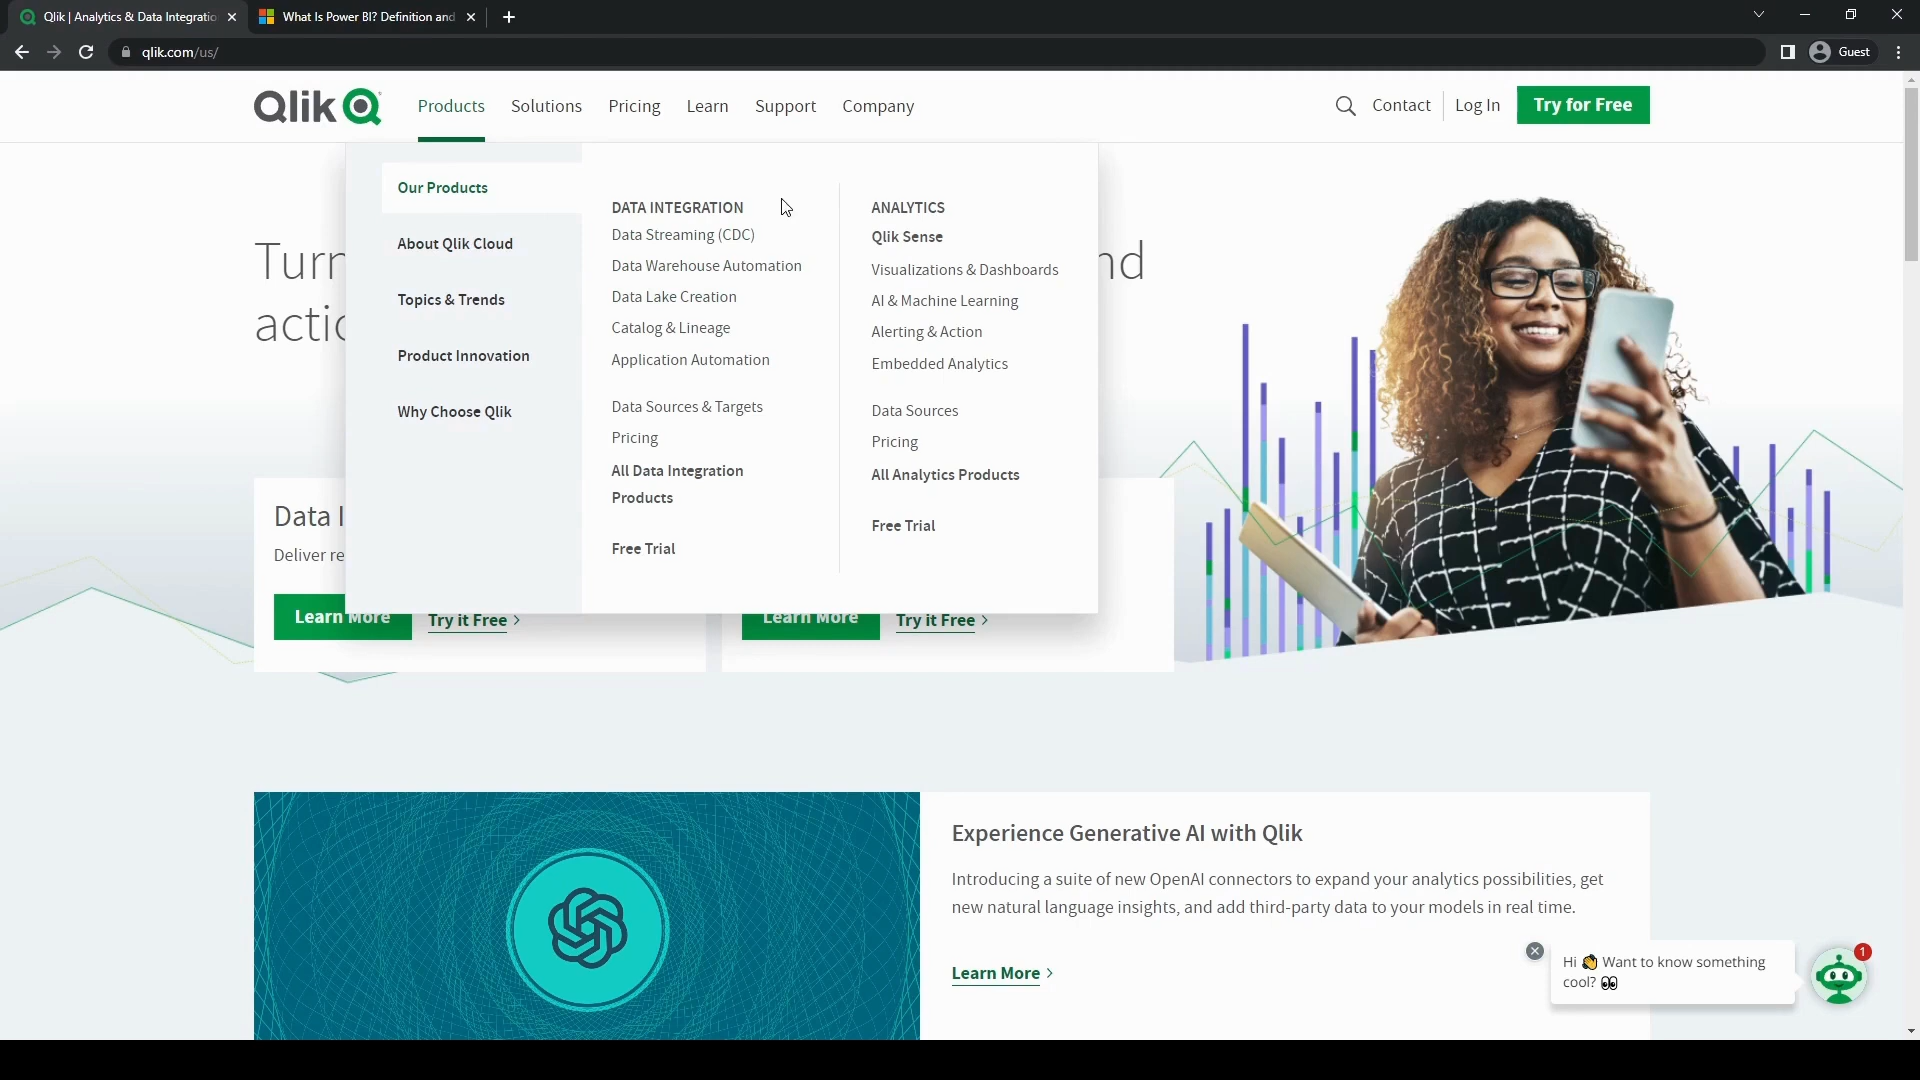 Qlik | Analytics & Data Integratio
What Is Power BI? Definition and
qlik.com/us/
Guest
Qlik
Products
Solutions
Pricing
Learn
Support
Company
Contact
Log In
Try for Free
Our Products
About Qlik Cloud
Topics & Trends
Product Innovation
Why Choose Qlik
DATA INTEGRATION
Data Streaming (CDC)
Data Warehouse Automation
Data Lake Creation
Catalog & Lineage
Application Automation
Data Sources & Targets
Pricing
All Data Integration
Products
Free Trial
ANALYTICS
Qlik Sense
Visualizations & Dashboards
AI & Machine Learning
Alerting & Action
Embedded Analytics
Data Sources
Pricing
All Analytics Products
Free Trial
Turn
nd
Data I
Deliver re
Learn More
Try it Free
Learn More
Try it Free
Experience Generative AI with Qlik
Introducing a suite of new OpenAI connectors to expand your analytics possibilities, get
new natural language insights, and add third-party data to your models in real time.
Learn More
Hi 👋 Want to know something
cool? 👀
1